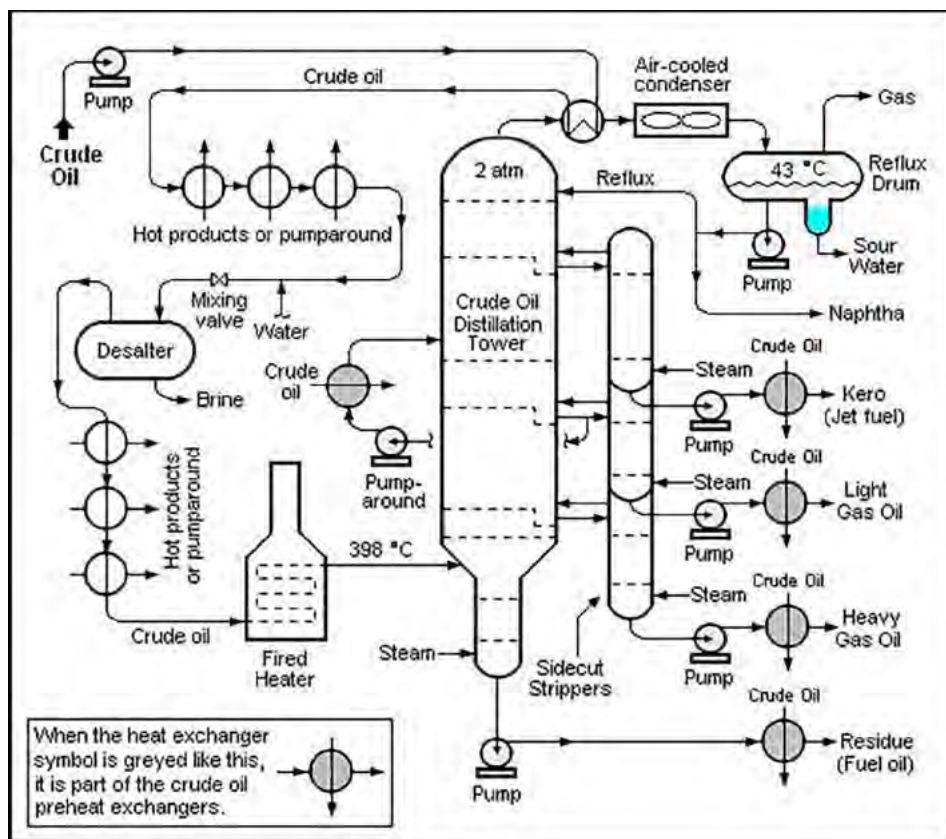 Pump
Crude oil
Air-cooled
condenser
Gas
Crude
Oil
2 atm
Reflux
43 °C
Reflux
Drum
Hot products or pumparound
Pump
Sour
Water
Mixing
valve
Water
Crude Oil
Distillation
Tower
Naphtha
Desalter
Brine
Crude
oil
Steam
Crude Oil
Pump
Kero
(Jet fuel)
Pump-
around
Hot products
or pumparound
Steam
Crude Oil
Pump
Light
Gas Oil
398 °C
Steam
Crude Oil
Pump
Heavy
Gas Oil
Crude oil
Fired
Heater
Steam
Sidecut
Strippers
Crude Oil
Pump
Residue
(Fuel oil)
When the heat exchanger
symbol is greyed like this,
it is part of the crude oil
preheat exchangers.